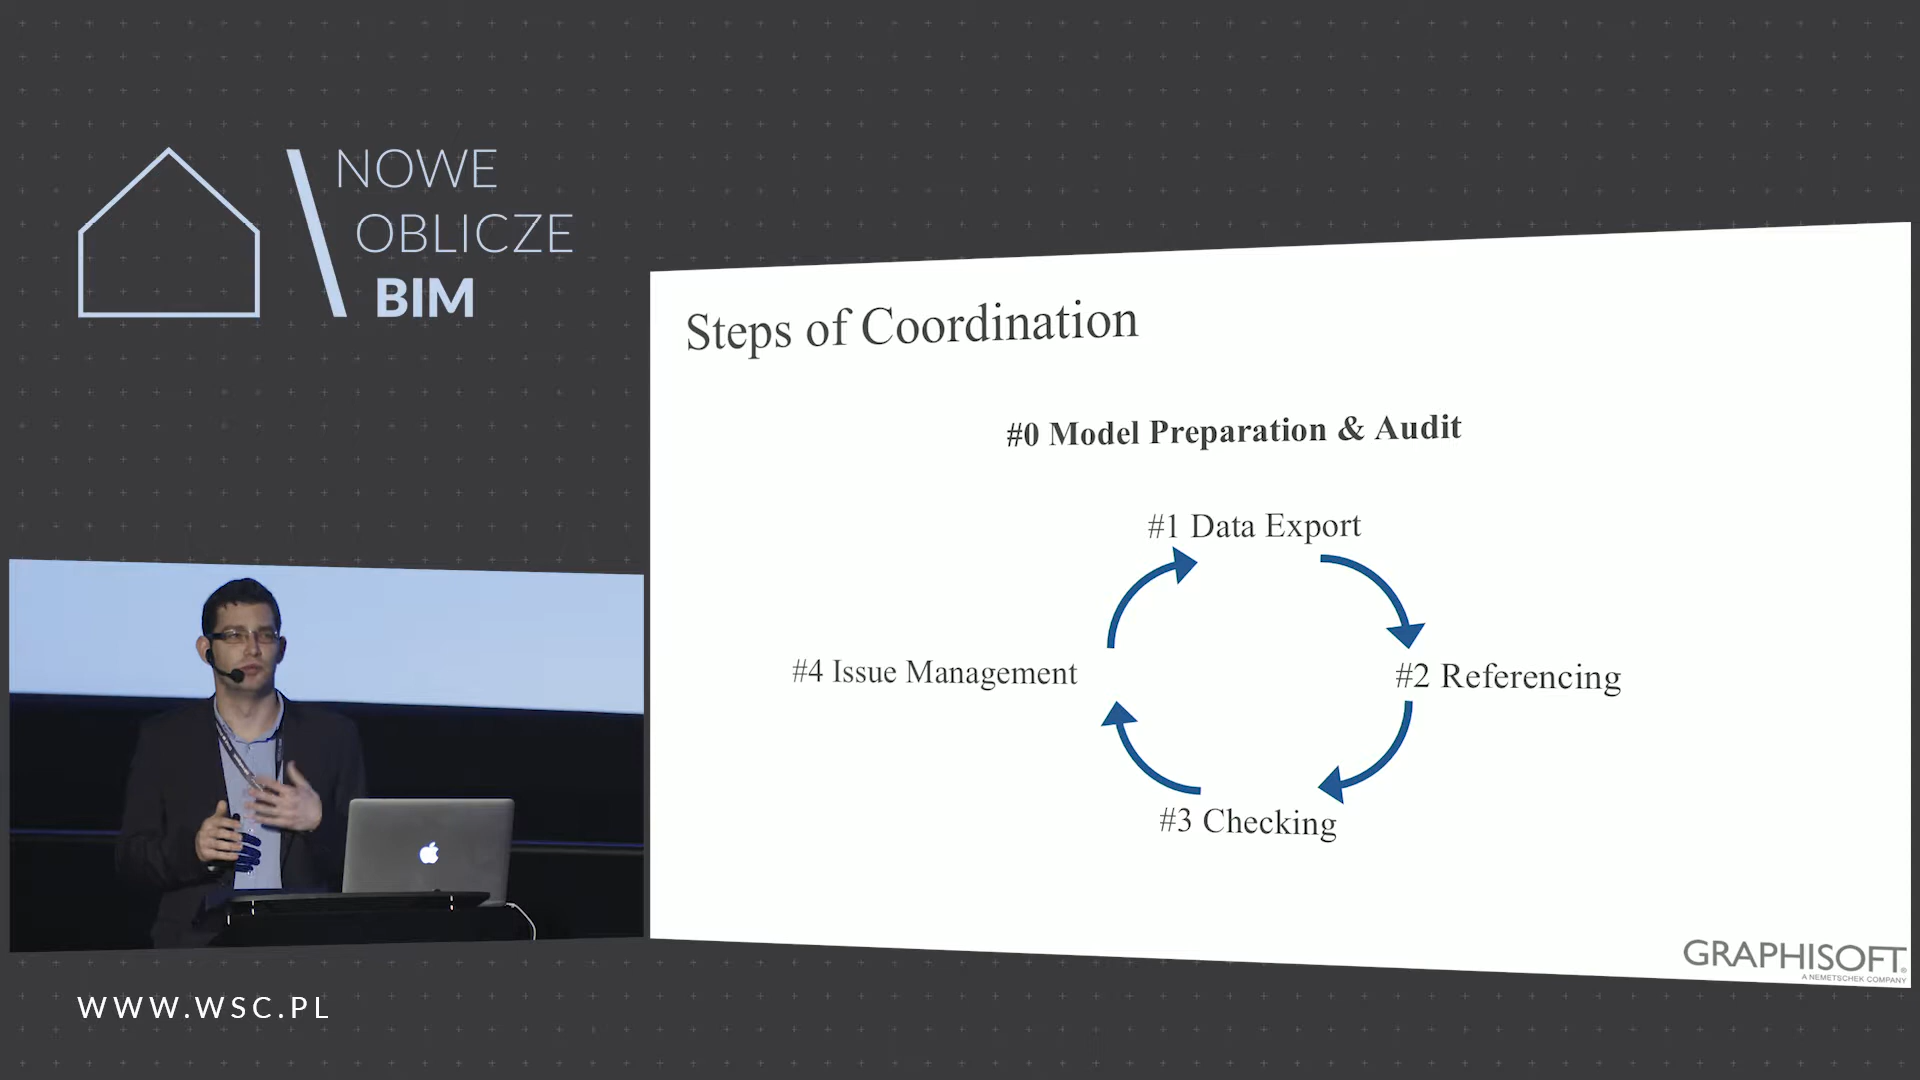 NOWE
OBLICZE
BIM
Steps of Coordination
#0 Model Preparation & Audit
#1 Data Export
#4 Issue Management
#2 Referencing
#3 Checking
GRAPHISOFT®
A NEMETSCHEK COMPANY
WWW.WSC.PL